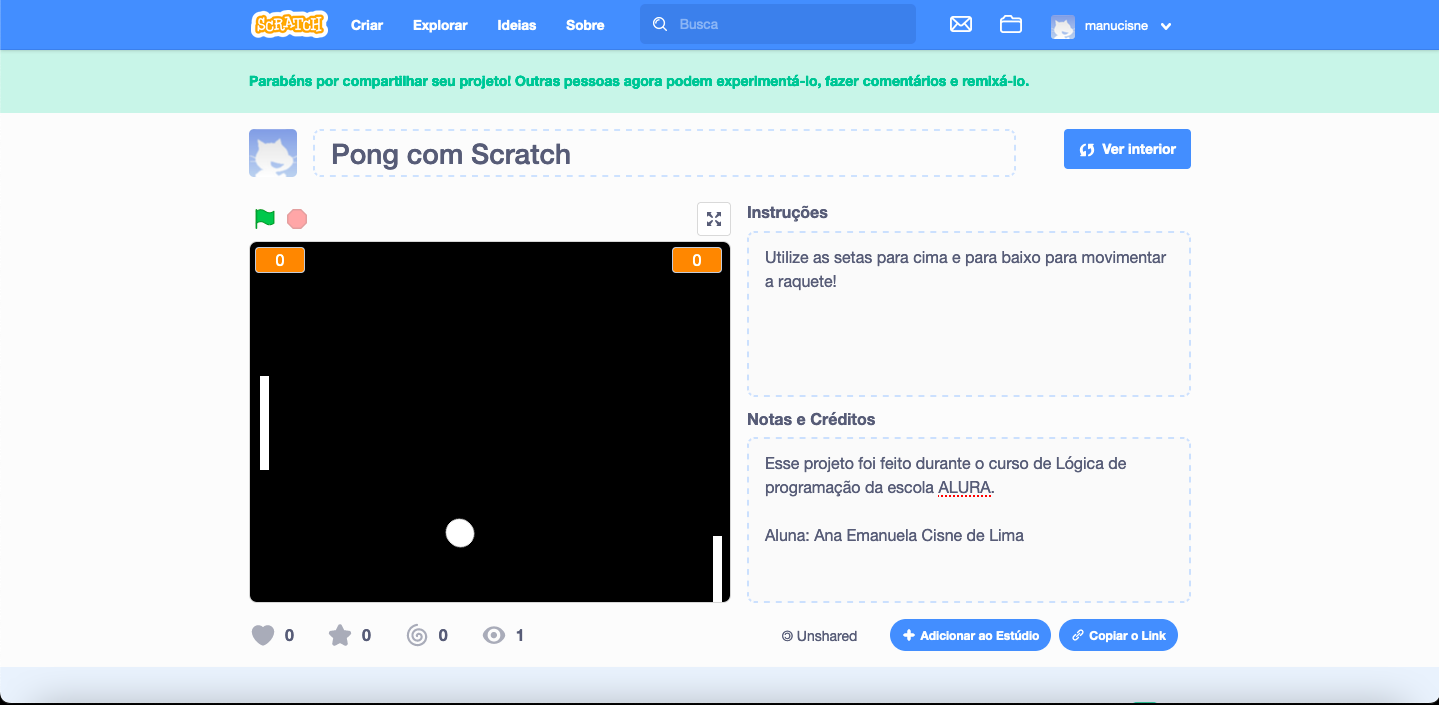 SCRATCH Criar Explorar Ideias Sobre Busca manucisne
Parabéns por compartilhar seu projeto! Outras pessoas agora podem experimentá-lo, fazer comentários e remixá-lo.
Pong com Scratch
Ver interior
0 0
Instruções
Utilize as setas para cima e para baixo para movimentar
a raquete!
Notas e Créditos
Esse projeto foi feito durante o curso de Lógica de
programação da escola ALURA.
Aluna: Ana Emanuela Cisne de Lima
0 0 0 1
© Unshared
Adicionar ao Estúdio
Copiar o Link